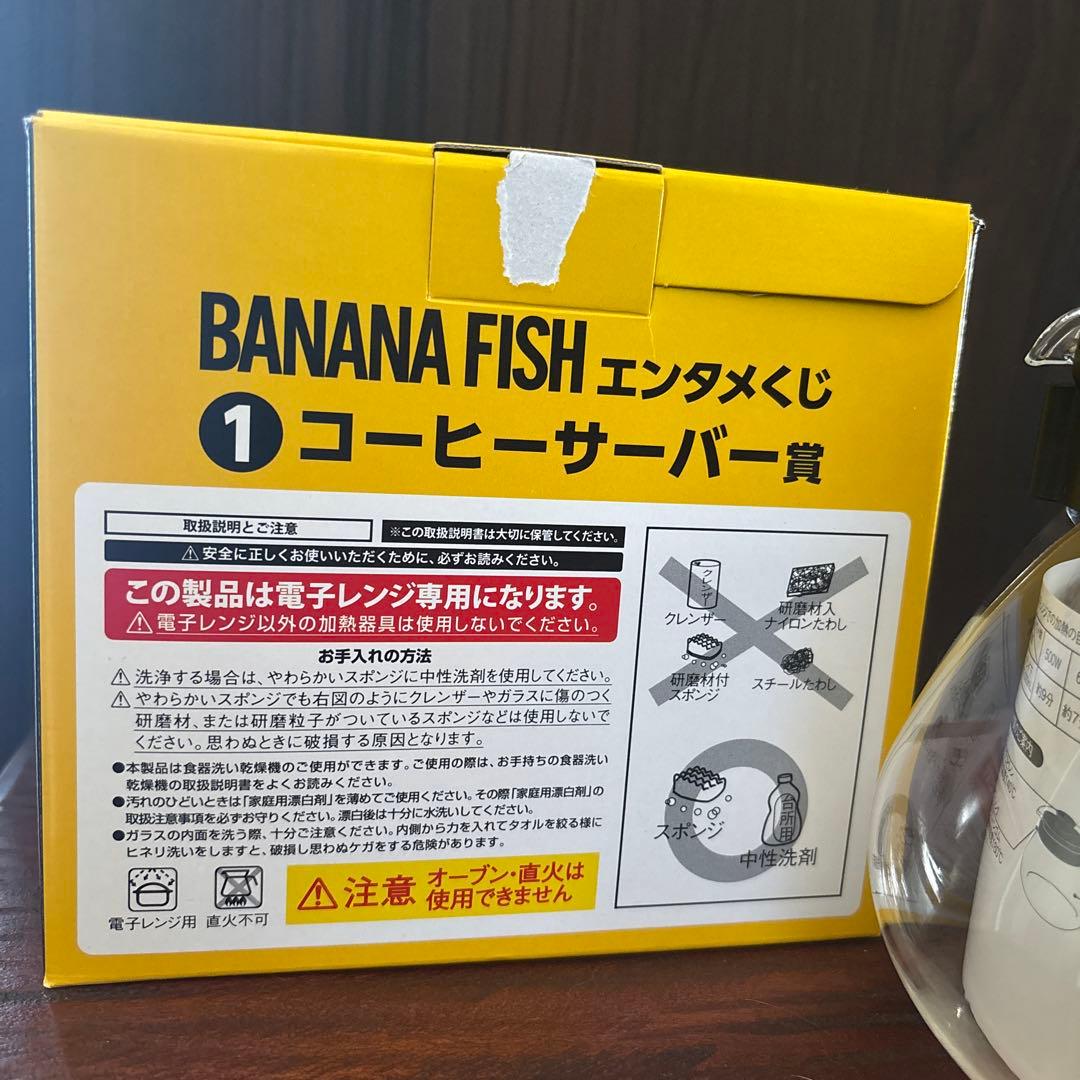 BANANA FISH エンタメくじ
1 コーヒーサーバー賞
取扱説明とご注意
※この取扱説明書は大切に保管してください。
⚠安全に正しくお使いいただくために、必ずお読みください。
この製品は電子レンジ専用になります。
⚠電子レンジ以外の加熱器具は使用しないでください。
お手入れの方法
⚠洗浄する場合は、やわらかいスポンジに中性洗剤を使用してください。
⚠やわらかいスポンジでも右図のようにクレンザーやガラスに傷のつく
研磨材、または研磨粒子がついているスポンジなどは使用しないで
ください。思わぬときに破損する原因となります。
●本製品は食器洗い乾燥機のご使用ができます。ご使用の際は、お手持ちの食器洗い
乾燥機の取扱説明書をよくお読みください。
●汚れのひどいときは「家庭用漂白剤」を薄めてご使用ください。その際「家庭用漂白剤」の
取扱注意事項を必ずお守りください。漂白後は十分に水洗いしてください。
●ガラスの内面を洗う際、十分ご注意ください。内側から力を入れてタオルを絞る様に
ヒネリ洗いをしますと、破損し思わぬケガをする危険があります。
電子レンジ用
直火不可
⚠注意 オーブン・直火は
使用できません
クレンザー
クレンザー
研磨材入
ナイロンたわし
研磨材付
スポンジ
スチールたわし
スポンジ
台所用
中性洗剤
の加熱の目
500W
約9分
約7